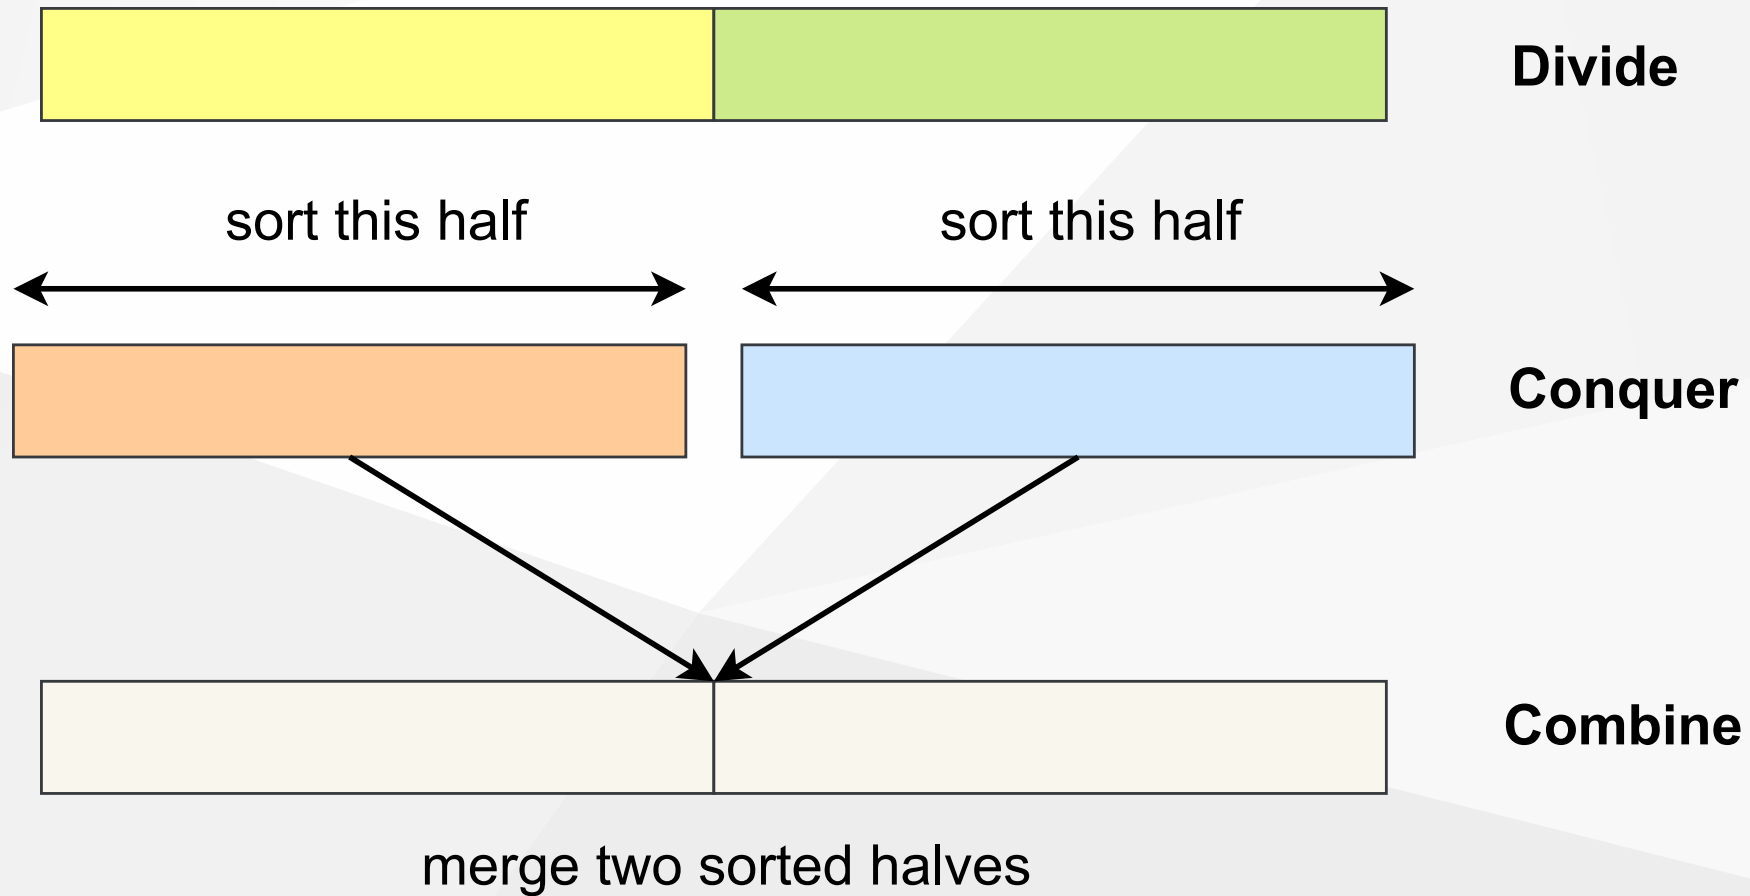 Divide
sort this half
sort this half
Conquer
Combine
merge two sorted halves